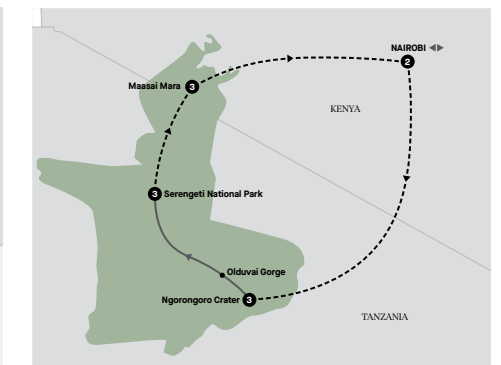 NAIROBI
2
Maasai Mara 3
KENYA
3 Serengeti National Park
Olduvai Gorge
Ngorongoro Crater 3
TANZANIA